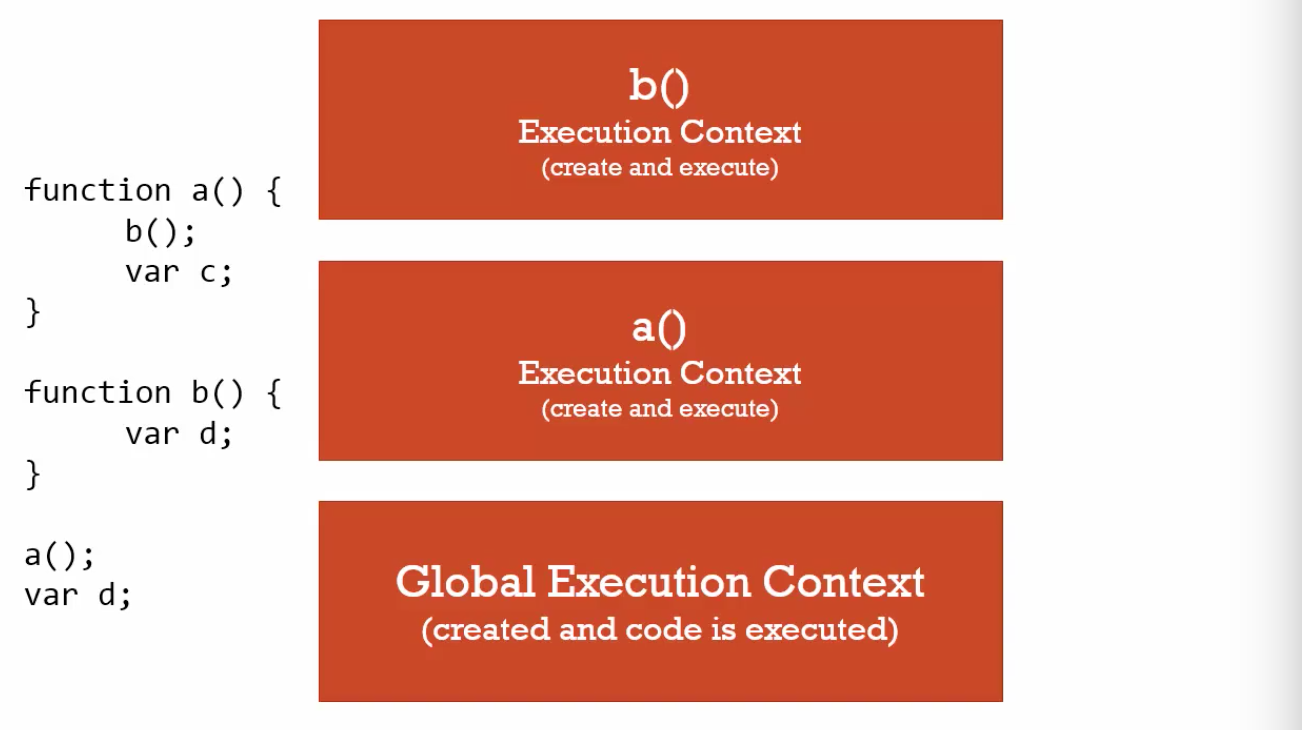 function a() {
b();
var c;
}
function b() {
var d;
}
a();
var d;
b()
Execution Context
(create and execute)
a()
Execution Context
(create and execute)
Global Execution Context
(created and code is executed)